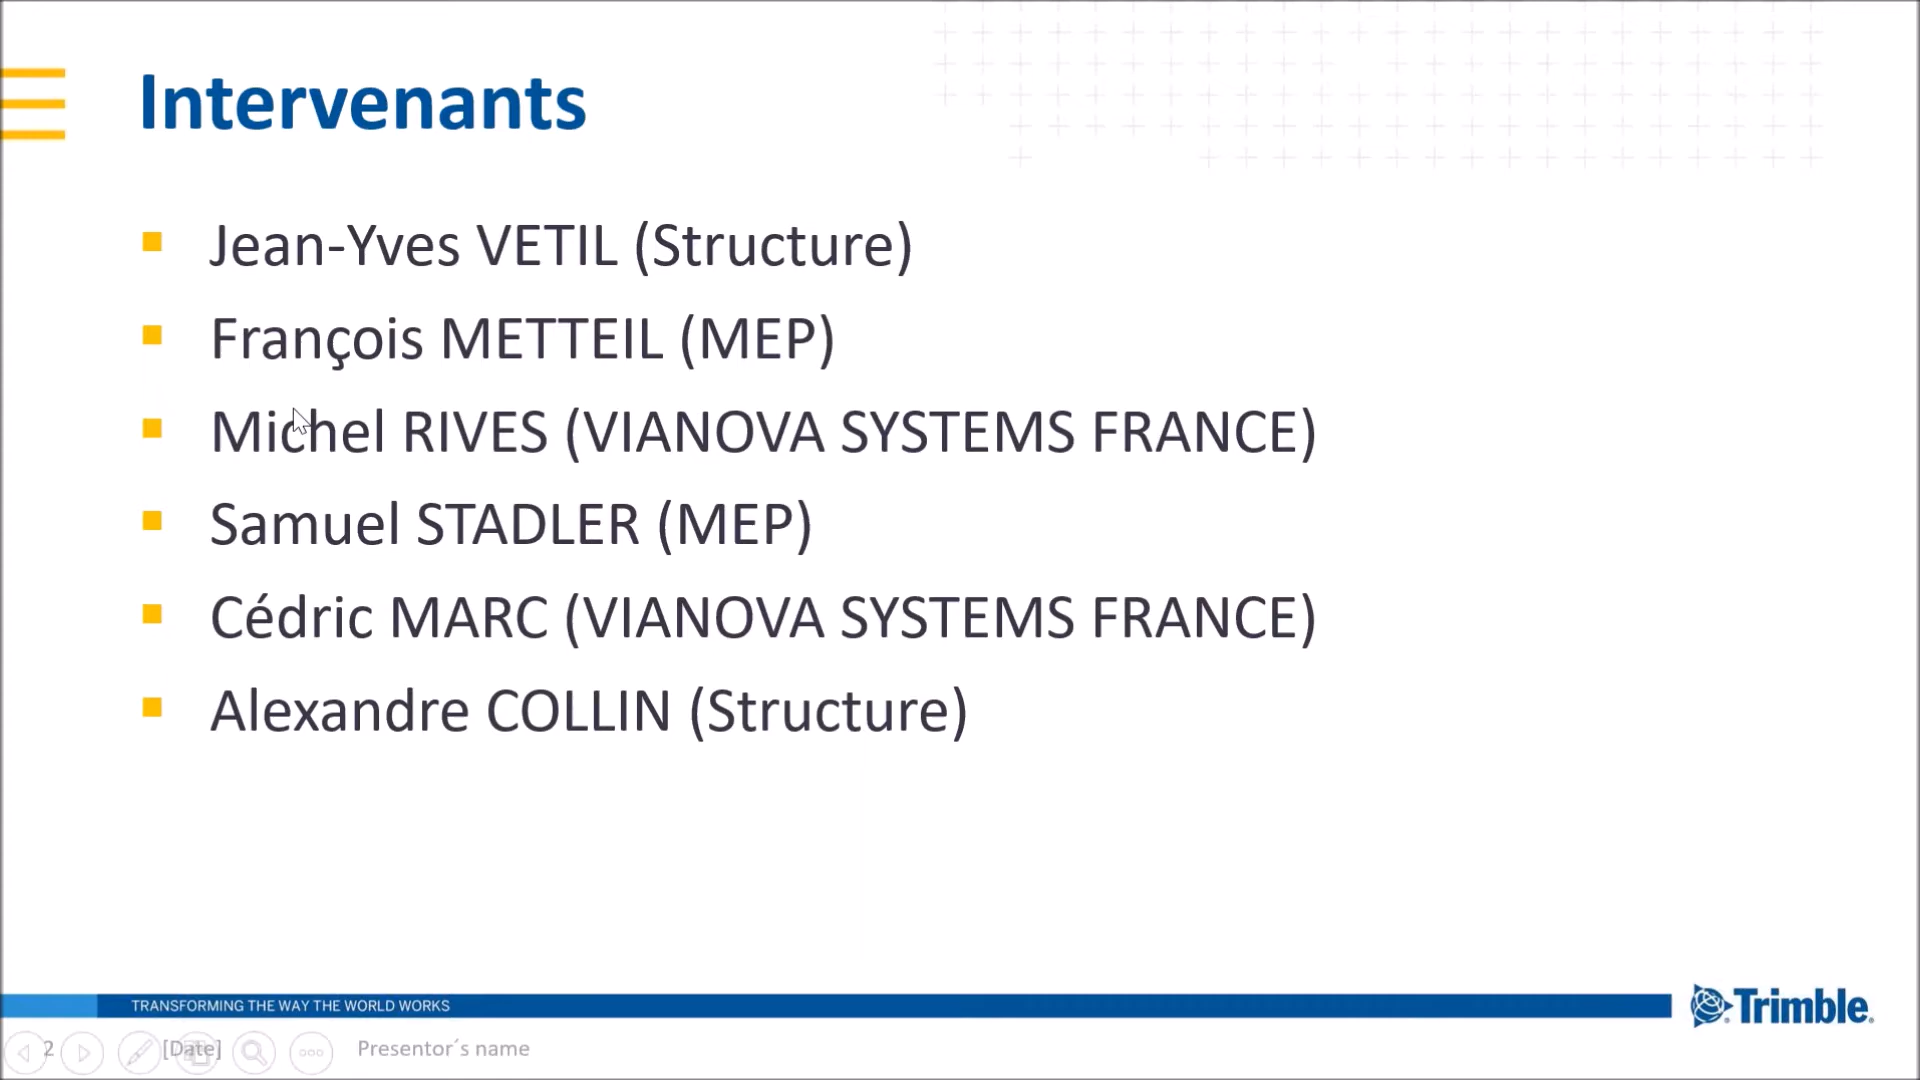 Intervenants
Jean-Yves VETIL (Structure)
François METTEIL (MEP)
Michel RIVES (VIANOVA SYSTEMS FRANCE)
Samuel STADLER (MEP)
Cédric MARC (VIANOVA SYSTEMS FRANCE)
Alexandre COLLIN (Structure)
TRANSFORMING THE WAY THE WORLD WORKS
Trimble.
2 [Date] Presentor´s name